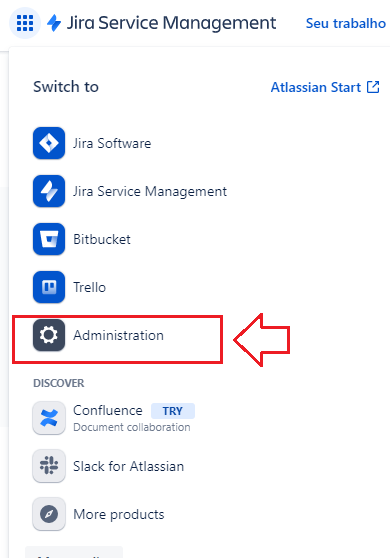 Jira Service Management
Seu trabalho
Switch to
Atlassian Start
Jira Software
Jira Service Management
Bitbucket
Trello
Administration
DISCOVER
Confluence TRY
Document collaboration
Slack for Atlassian
More products